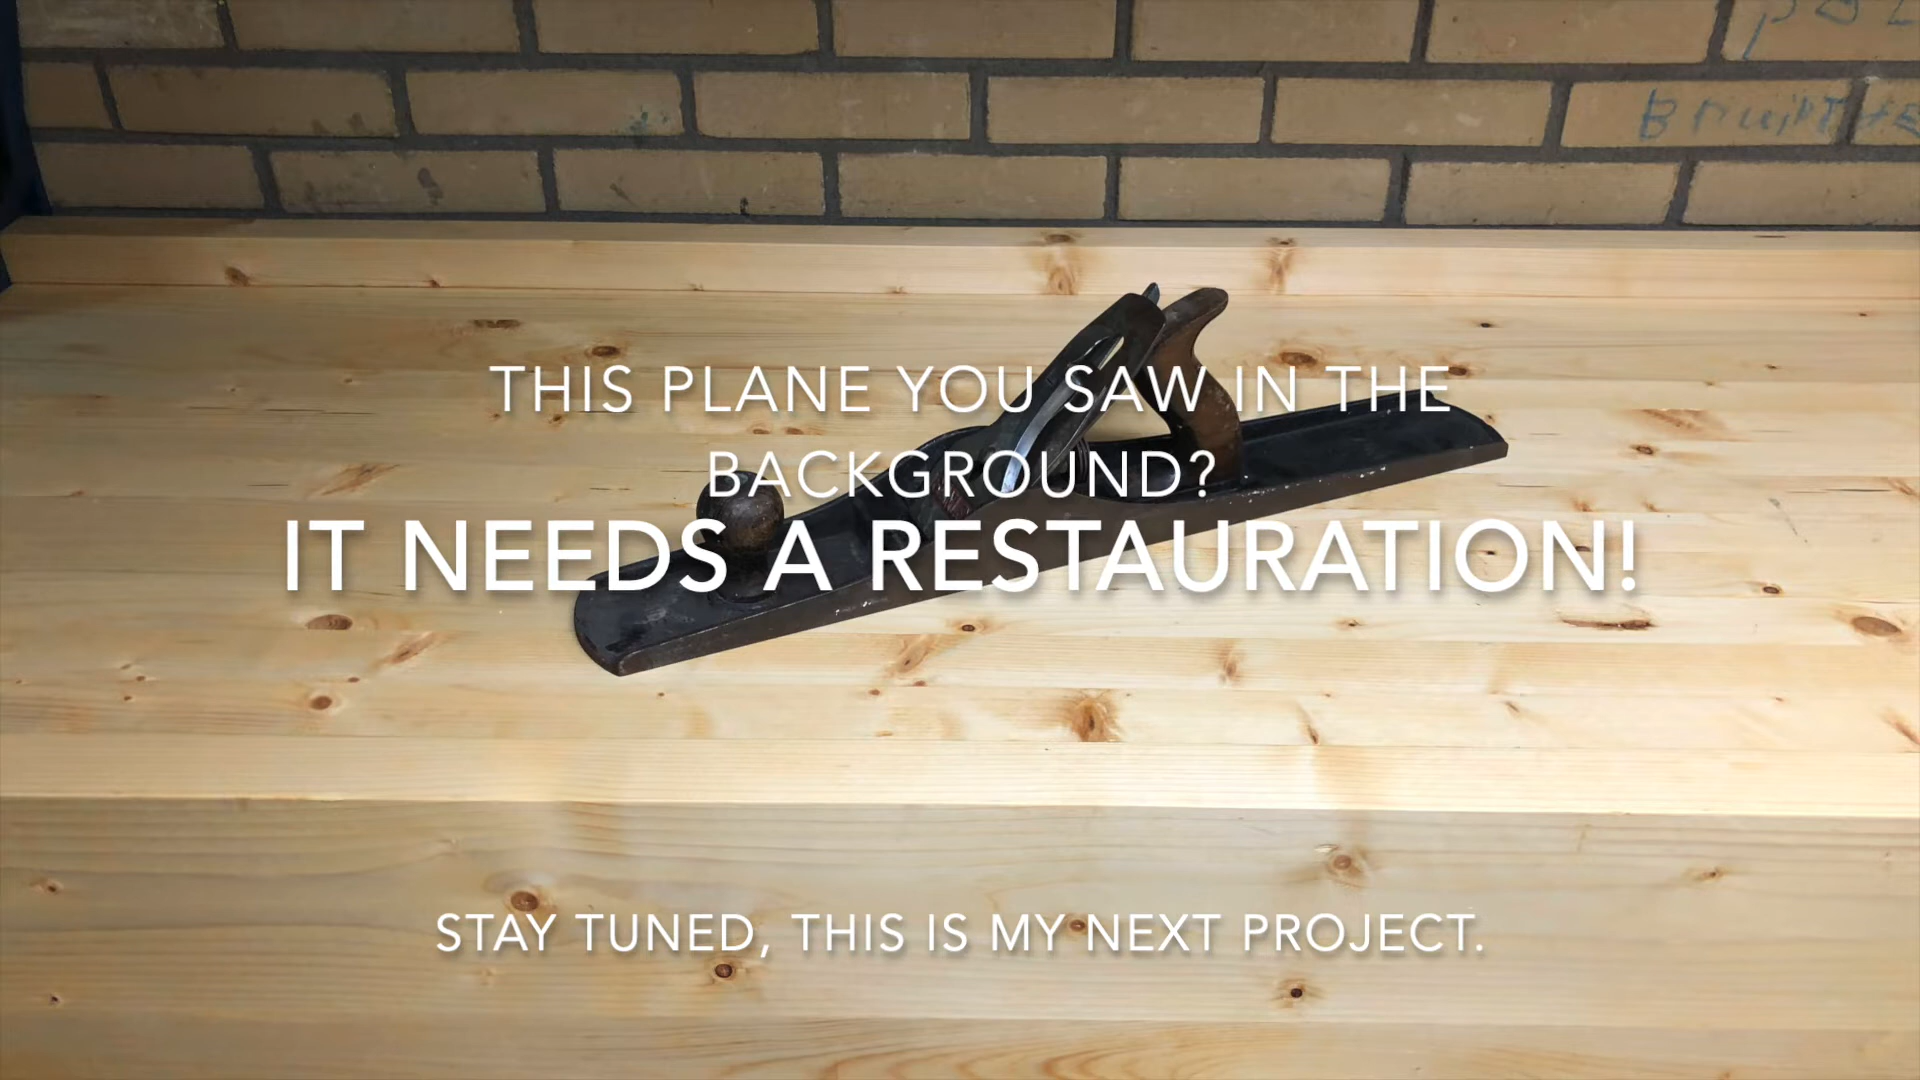 THIS PLANE YOU SAW IN THE
BACKGROUND?
IT NEEDS A RESTAURATION!
STAY TUNED, THIS IS MY NEXT PROJECT.